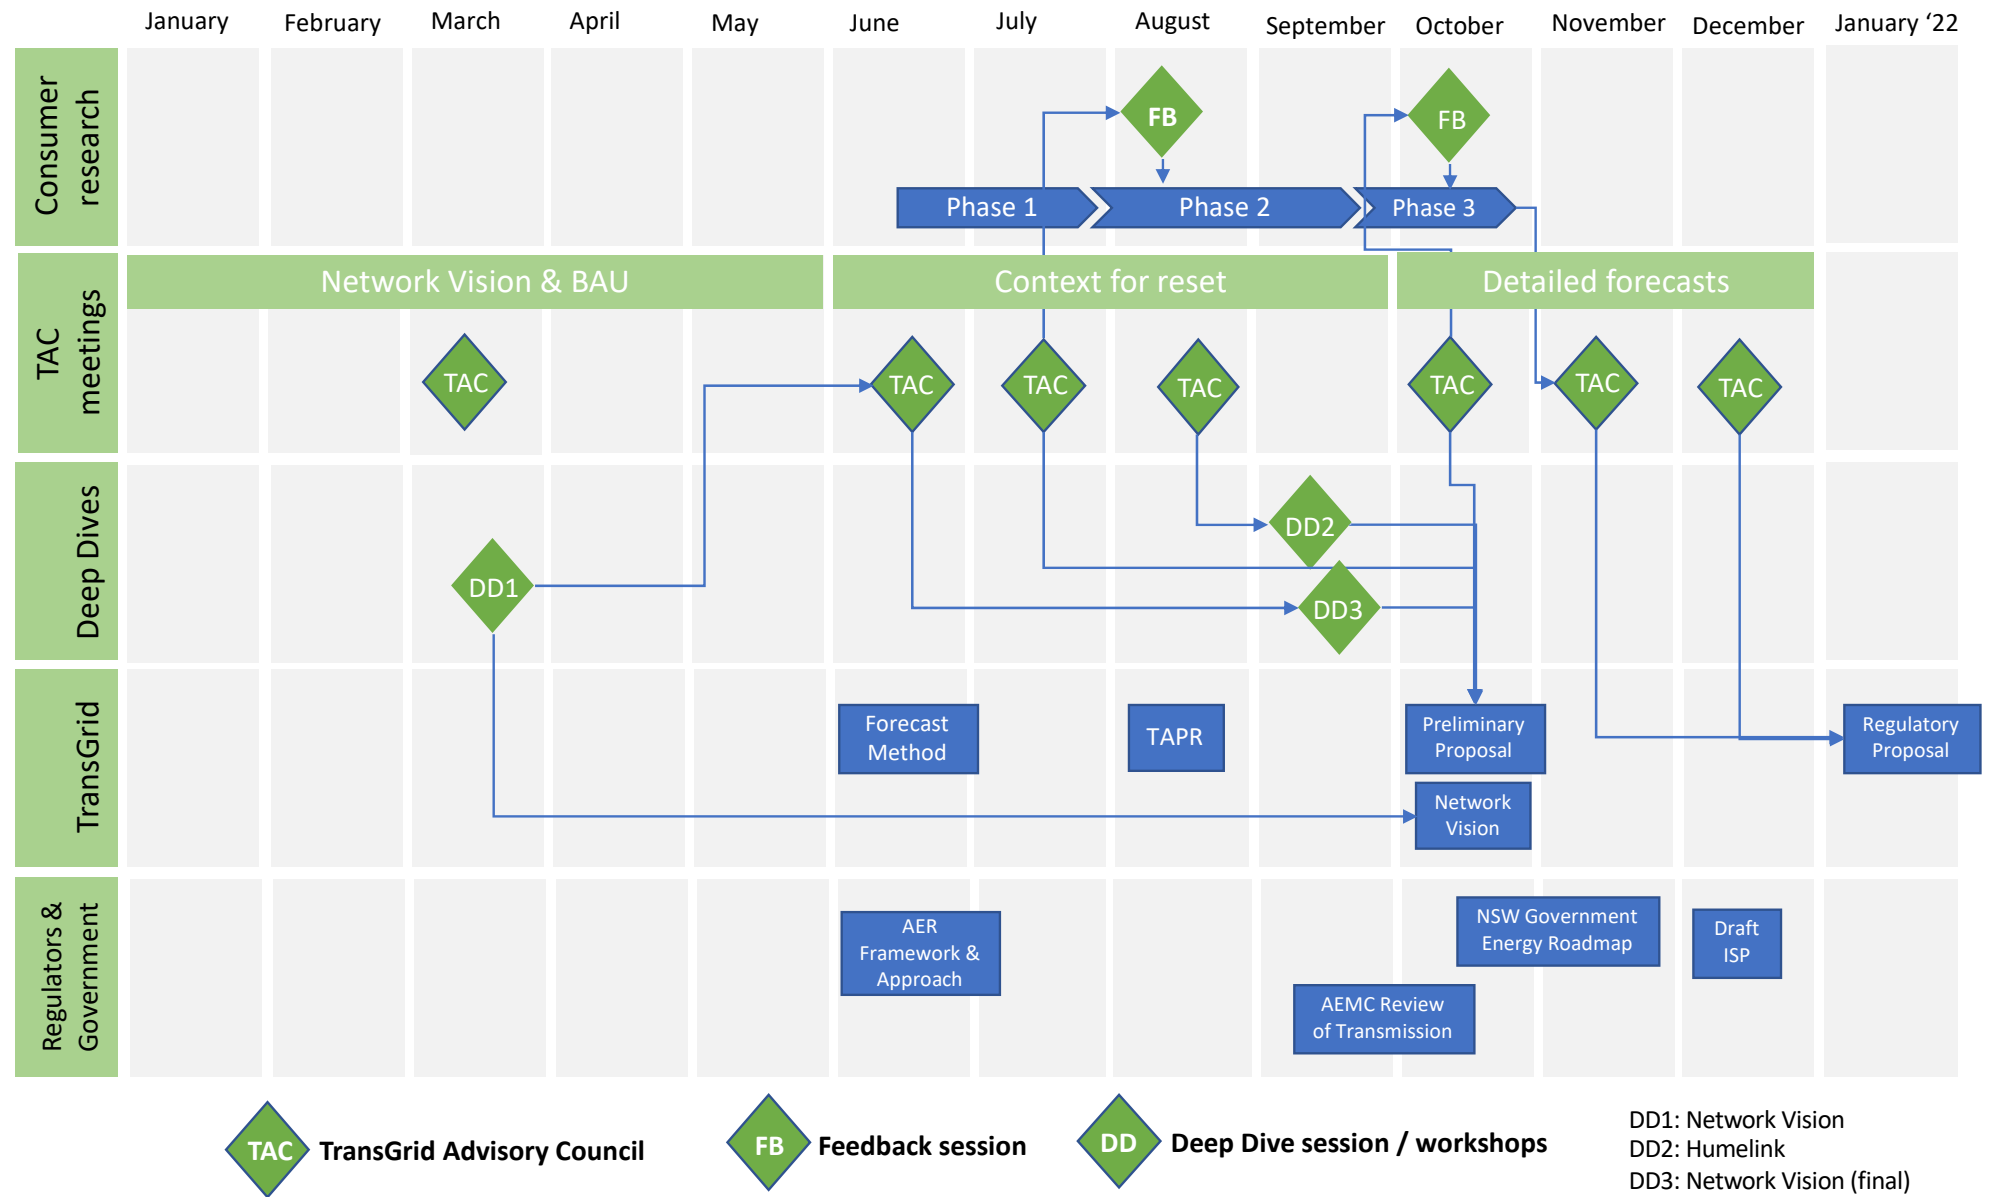 January February March April May June July August September October November December January ‘22
Consumer
research
FB
FB
Phase 1
Phase 2
Phase 3
TAC
meetings
Network Vision & BAU
Context for reset
Detailed forecasts
TAC
TAC
TAC
TAC
TAC
TAC
TAC
Deep Dives
DD1
DD2
DD3
TransGrid
Forecast
Method
TAPR
Preliminary
Proposal
Regulatory
Proposal
Network
Vision
Regulators &
Government
AER
Framework &
Approach
NSW Government
Energy Roadmap
Draft
ISP
AEMC Review
of Transmission
TAC TransGrid Advisory Council
FB Feedback session
DD Deep Dive session / workshops
DD1: Network Vision
DD2: Humelink
DD3: Network Vision (final)